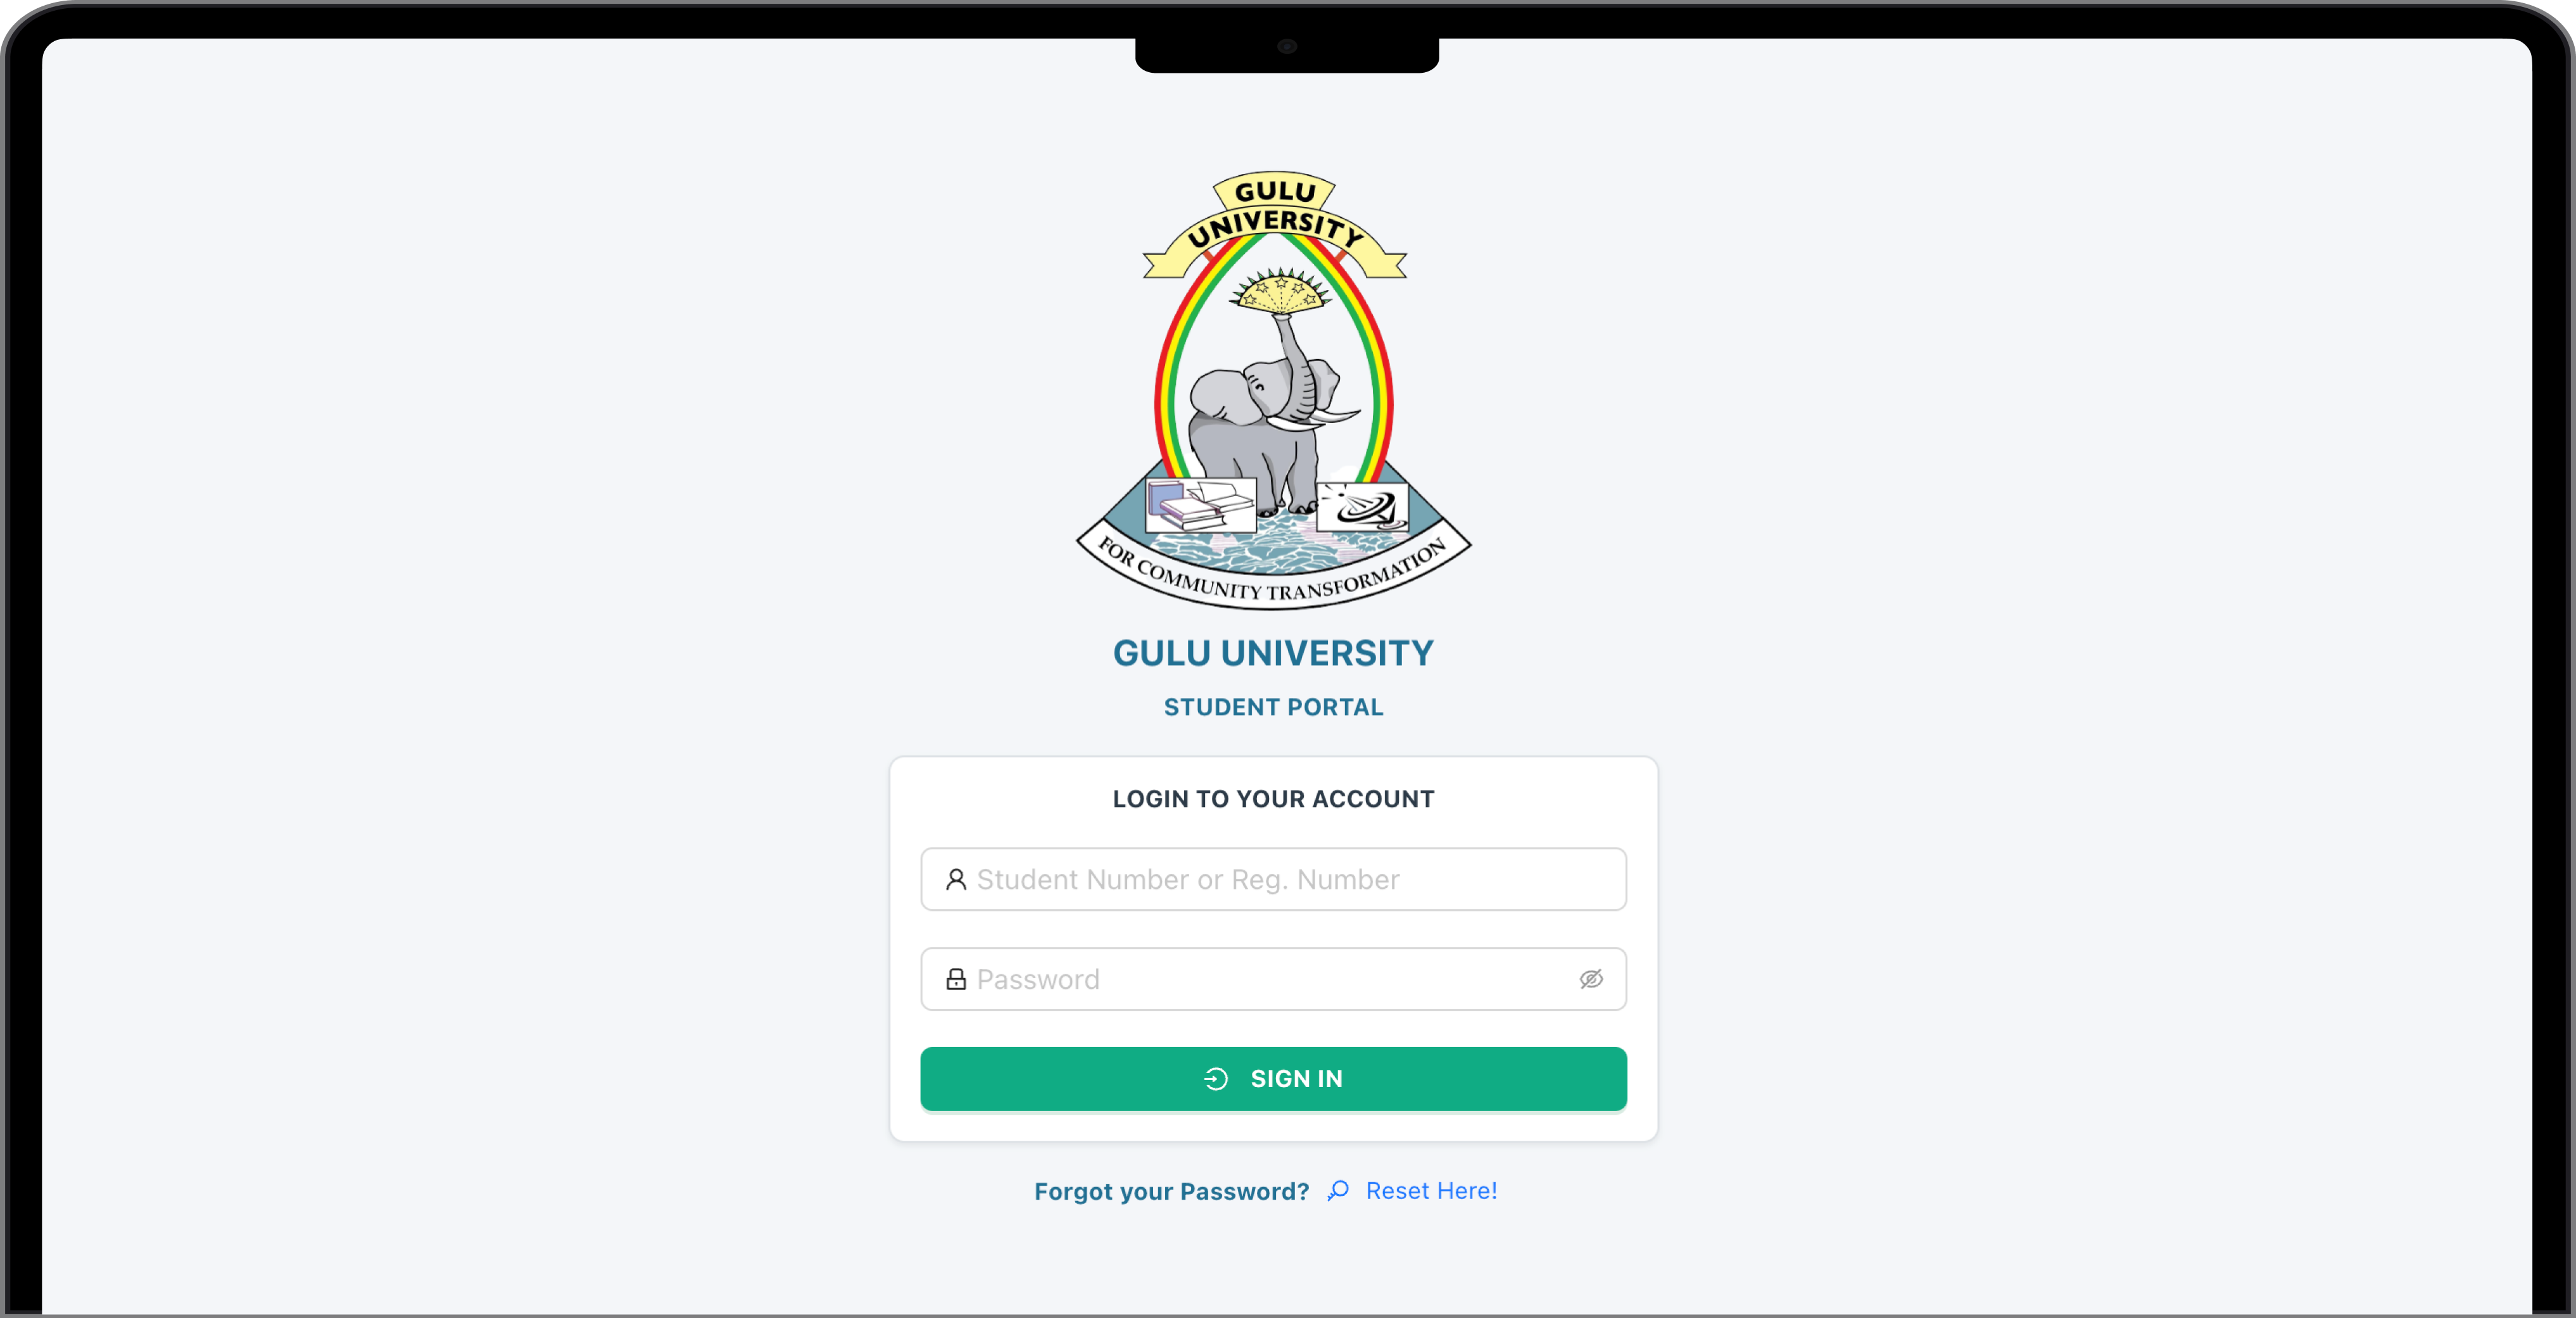 GULU
UNIVERSITY
FOR COMMUNITY TRANSFORMATION
GULU UNIVERSITY
STUDENT PORTAL
LOGIN TO YOUR ACCOUNT
Student Number or Reg. Number
Password
SIGN IN
Forgot your Password? Reset Here!